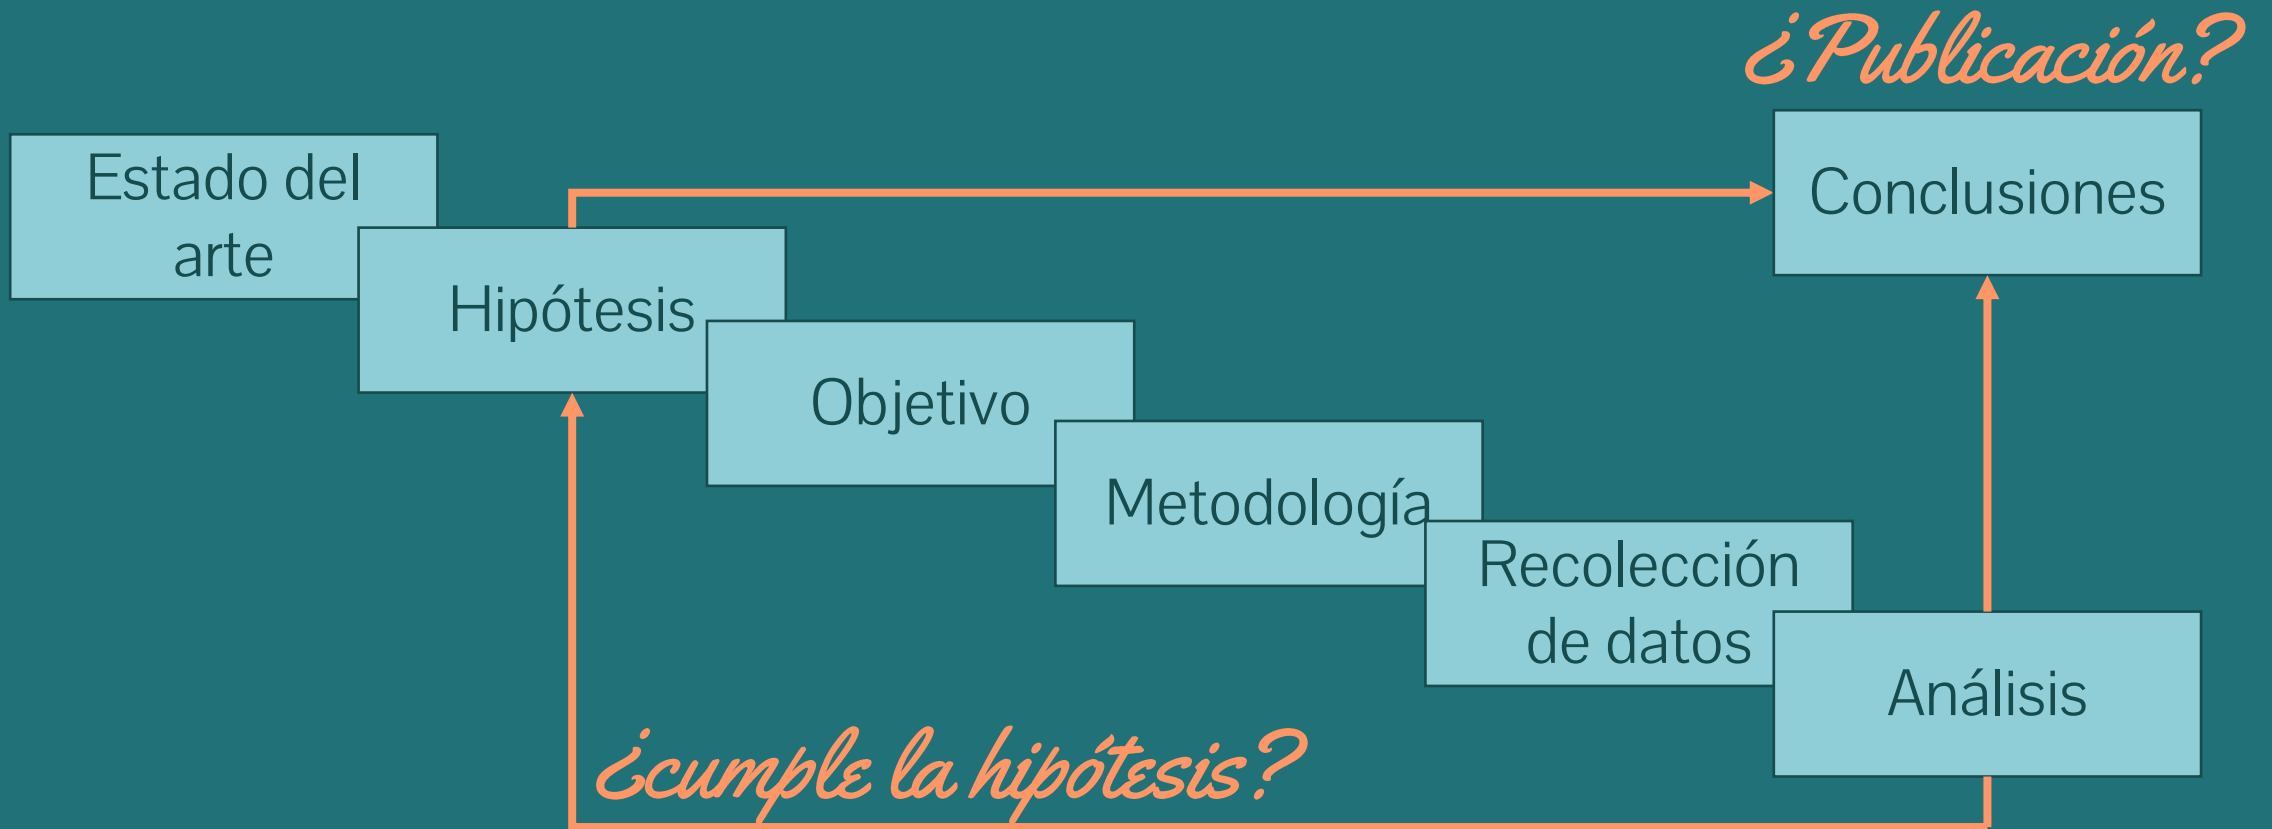 ¿Publicación?
Estado del
arte
Conclusiones
Hipótesis
Objetivo
Metodología
Recolección
de datos
Análisis
¿cumple la hipótesis?